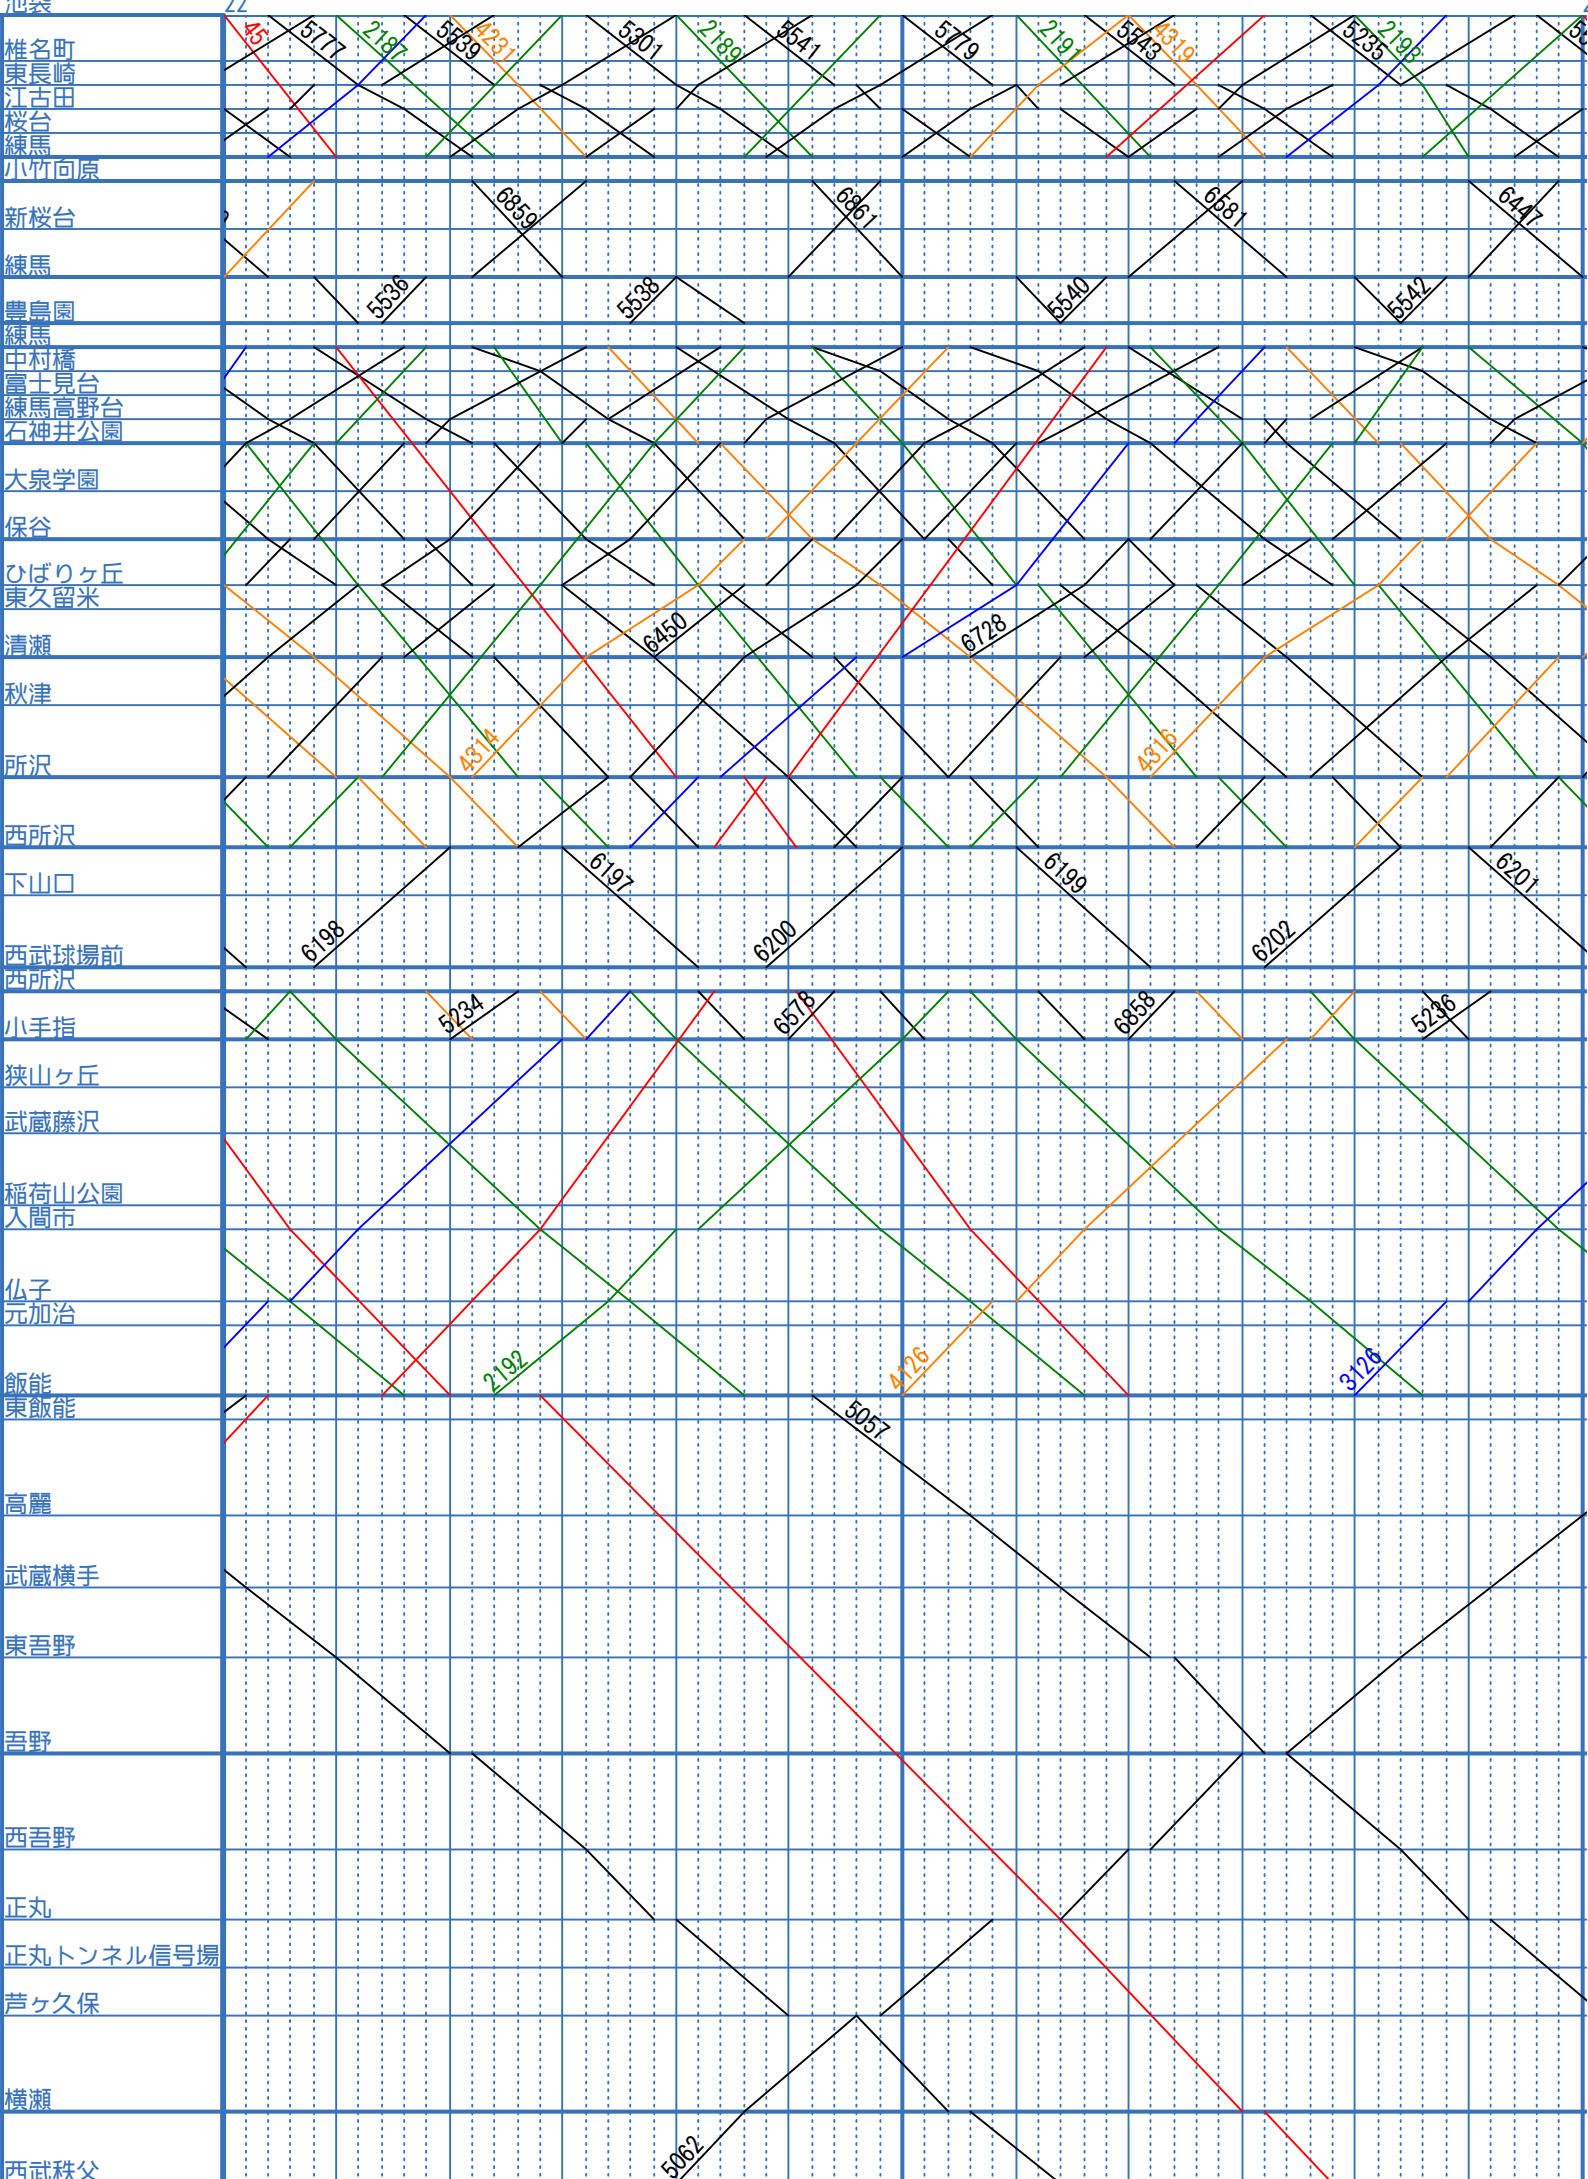 池袋
22
45
5777
2187
5539
4231
5301
2189
5541
5779
2191
5543
4319
5235
2193
椎名町
東長崎
江古田
桜台
練馬
小竹向原
6859
6861
6581
6447
新桜台
練馬
5536
5538
5540
5542
豊島園
練馬
中村橋
富士見台
練馬高野台
石神井公園
大泉学園
保谷
ひばりヶ丘
東久留米
6450
6728
清瀬
秋津
4314
4316
所沢
西所沢
6197
6199
6201
下山口
6198
6200
6202
西武球場前
西所沢
5234
6578
6858
5236
小手指
狭山ヶ丘
武蔵藤沢
稲荷山公園
入間市
仏子
元加治
2192
4126
3126
飯能
東飯能
5057
高麗
武蔵横手
東吾野
吾野
西吾野
正丸
正丸トンネル信号場
芦ヶ久保
横瀬
5062
西武秩父